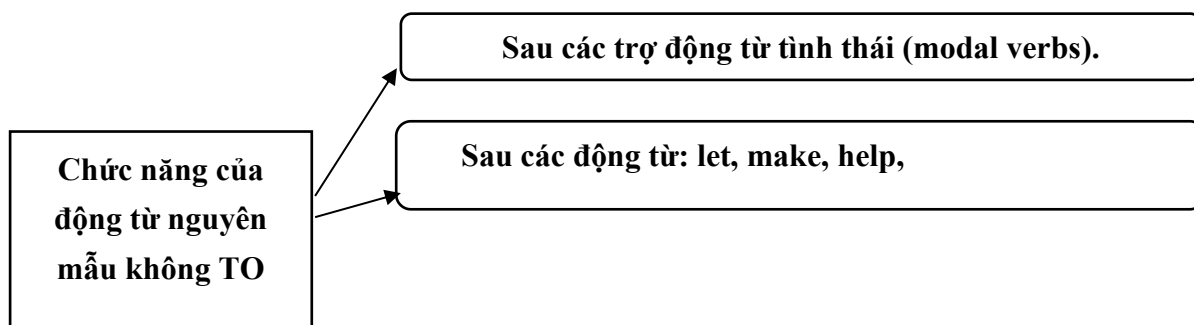 Sau các trợ động từ tình thái (modal verbs).
Sau các động từ: let, make, help,
Chức năng của
động từ nguyên
mẫu không TO